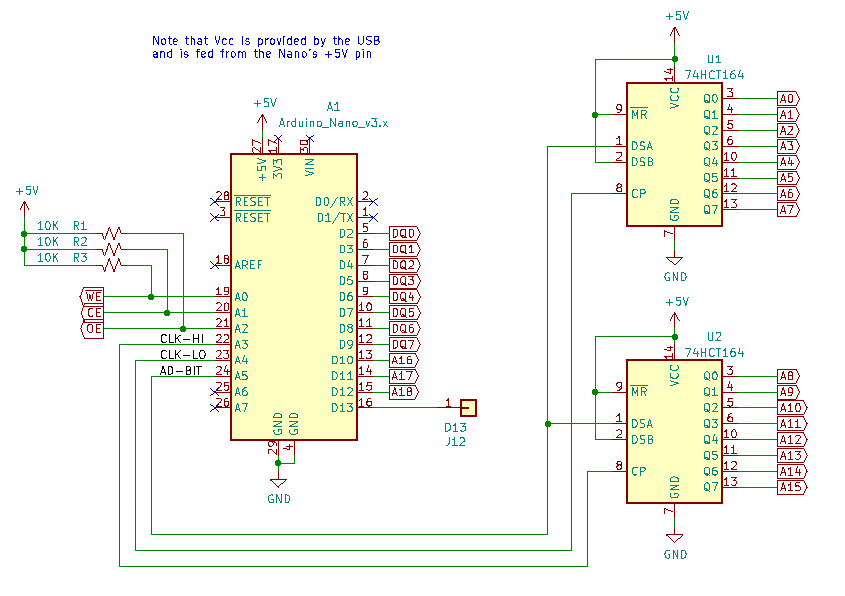 Note that Vcc is provided by the USB
and is fed from the Nano's +5V pin
+5V
A1
Arduino_Nano_v3.x
27
17
30
+5V
3V3
VIN
28
RESET
3
RESET
18
AREF
19
A0
20
A1
21
A2
22
A3
23
A4
24
A5
25
A6
26
A7
D0/RX
2
D1/TX
1
D2
5
DQ0
D3
6
DQ1
D4
7
DQ2
D5
8
DQ3
D6
9
DQ4
D7
10
DQ5
D8
11
DQ6
D9
12
DQ7
D10
13
A16
D11
14
A17
D12
15
A18
D13
16
GND
GND
29
4
GND
1
D13
J12
+5V
10K R1
10K R2
10K R3
WE
CE
OE
CLK-HI
CLK-LO
AD-BIT
+5V
U1
74HCT164
14
VCC
9
MR
1
DSA
2
DSB
8
CP
Q0
3
A0
Q1
4
A1
Q2
5
A2
Q3
6
A3
Q4
10
A4
Q5
11
A5
Q6
12
A6
Q7
13
A7
GND
7
GND
+5V
U2
74HCT164
14
VCC
9
MR
1
DSA
2
DSB
8
CP
Q0
3
A8
Q1
4
A9
Q2
5
A10
Q3
6
A11
Q4
10
A12
Q5
11
A13
Q6
12
A14
Q7
13
A15
GND
7
GND